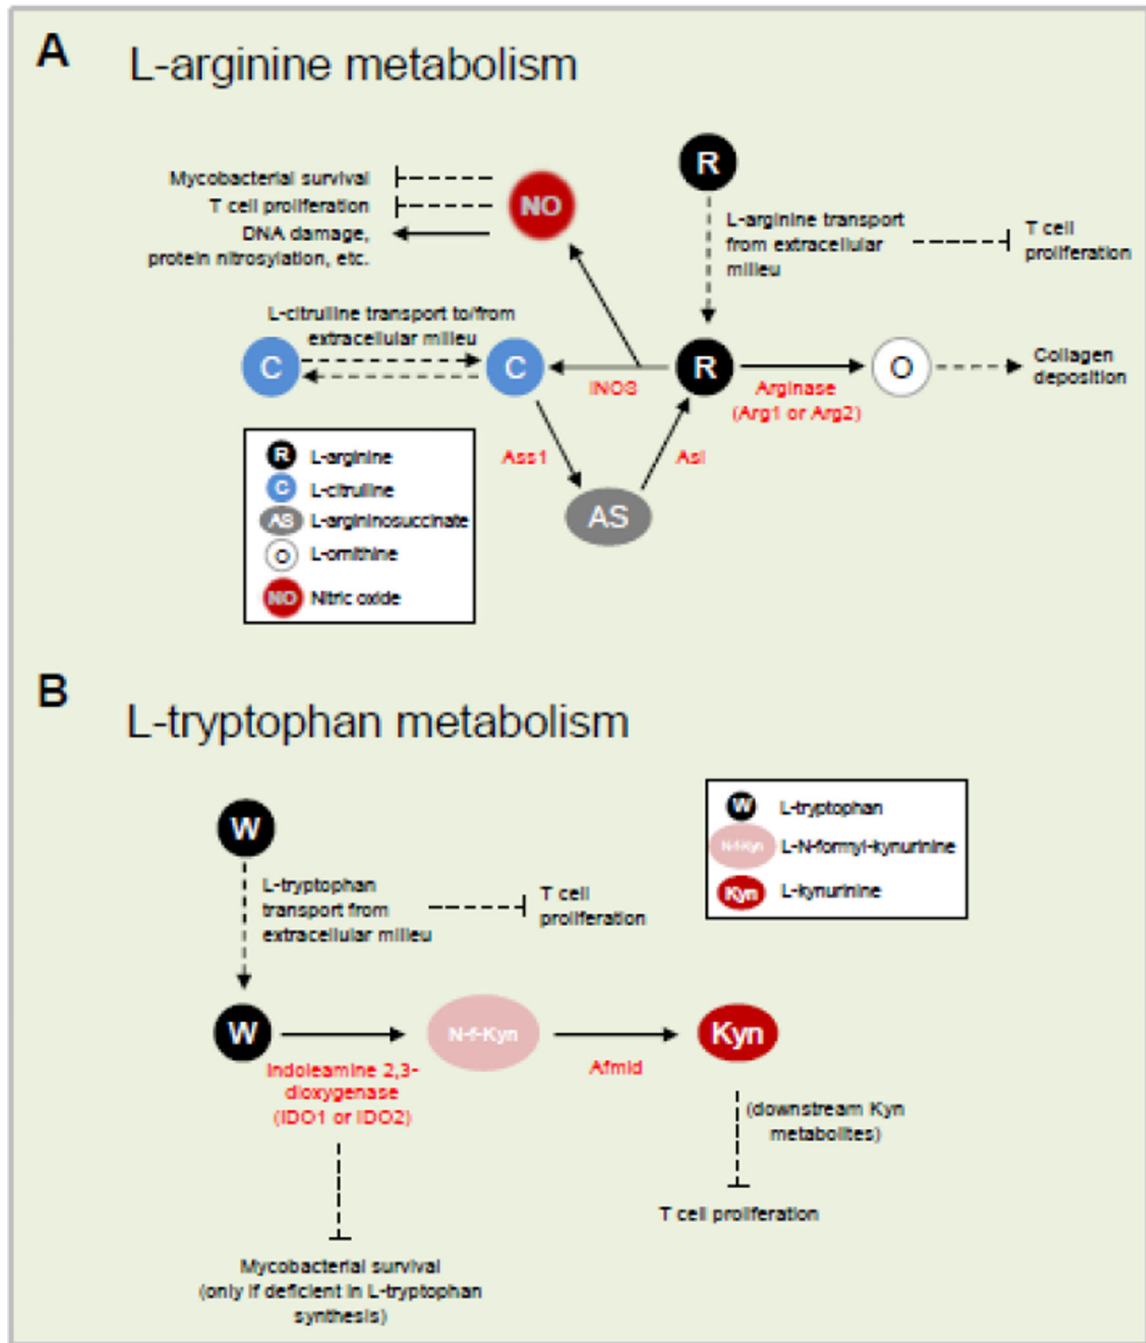 A
L-arginine metabolism
R
NO
Mycobacterial survival
T cell proliferation
DNA damage,
protein nitrosylation, etc.
L-arginine transport
from extracellular
milieu
T cell
proliferation
L-citrulline transport to/from
extracellular milieu
C
C
iNOS
R
Arginase
(Arg1 or Arg2)
O
Collagen
deposition
Ass1
Asl
AS
R L-arginine
C L-citrulline
AS L-argininosuccinate
O L-ornithine
NO Nitric oxide
B
L-tryptophan metabolism
W
L-tryptophan
transport from
extracellular milieu
T cell
proliferation
W L-tryptophan
N-f-Kyn L-N-formyl-kynurinine
Kyn L-kynurinine
W
Indoleamine 2,3-
dioxygenase
(IDO1 or IDO2)
N-f-Kyn
Afmid
Kyn
(downstream Kyn
metabolites)
T cell proliferation
Mycobacterial survival
(only if deficient in L-tryptophan
synthesis)